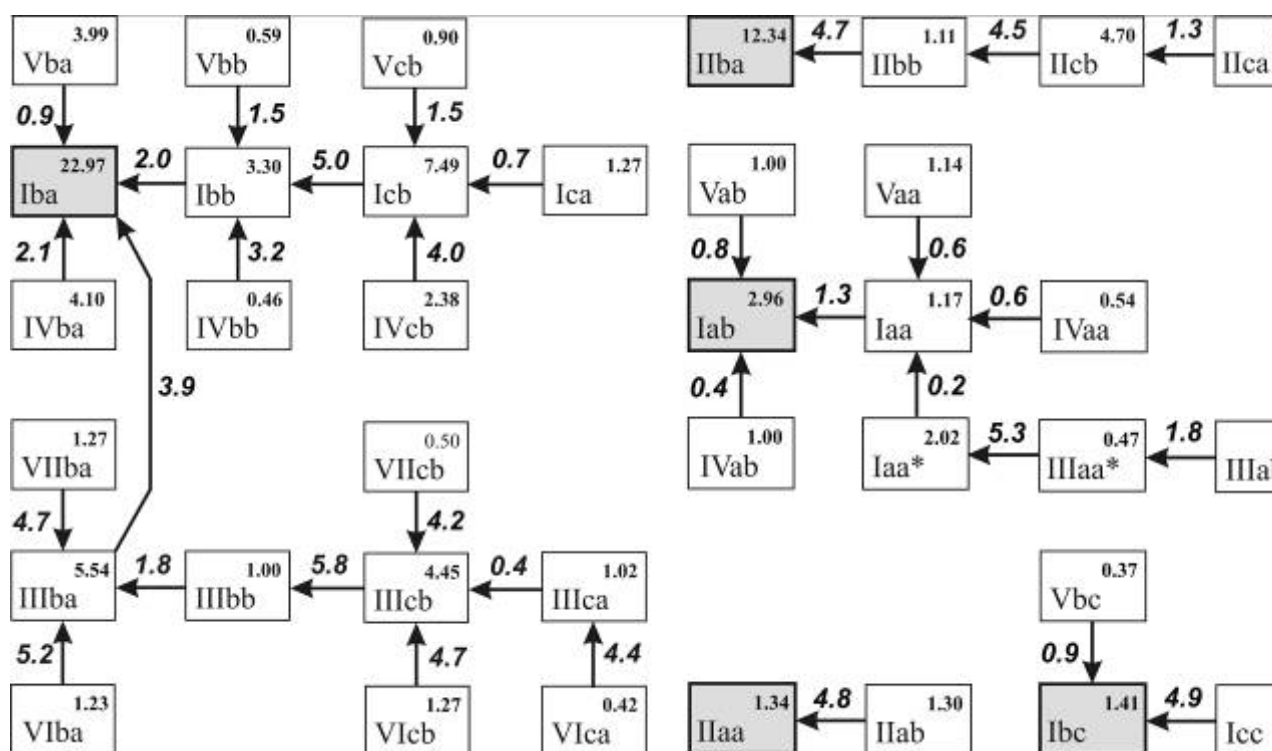 3.99 0.59 0.90 12.34 1.11 4.70
Vba Vbb Vcb IIba 4.7 IIbb 4.5 IIcb 1.3 IIca
0.9 1.5 1.5
22.97 3.30 7.49 1.27 1.00 1.14
Iba 2.0 Ibb 5.0 Icb 0.7 Ica Vab Vaa
2.1 3.2 4.0 0.8 0.6
4.10 0.46 2.38 2.96 1.17 0.54
IVba IVbb IVcb Iab 1.3 Iaa 0.6 IVaa
3.9 0.4 0.2
1.27 0.50 1.00 2.02 0.47
VIIba VIIcb IVab Iaa* 5.3 IIIaa* 1.8
4.7 4.2
5.54 1.00 4.45 1.02 0.37
IIIba 1.8 IIIbb 5.8 IIIcb 0.4 IIIca Vbc
5.2 4.7 4.4 0.9
1.23 1.27 0.42 1.34 1.30 1.41
VIba VIcb VIca IIaa 4.8 IIab Ibc 4.9 Icc